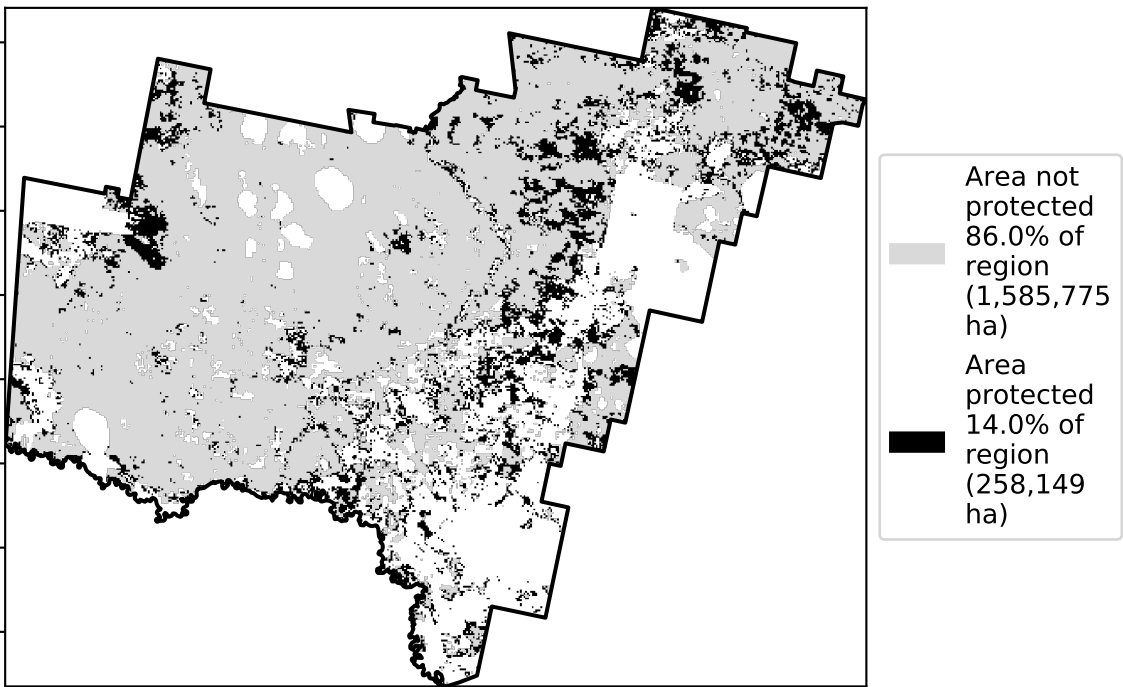 Area not
protected
86.0% of
region
(1,585,775
ha)
Area
protected
14.0% of
region
(258,149
ha)